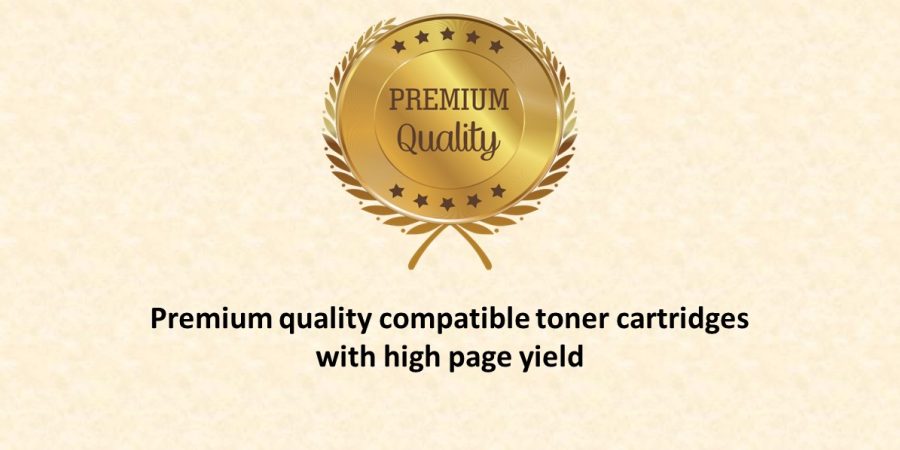 PREMIUM
Quality
Premium quality compatible toner cartridges
with high page yield